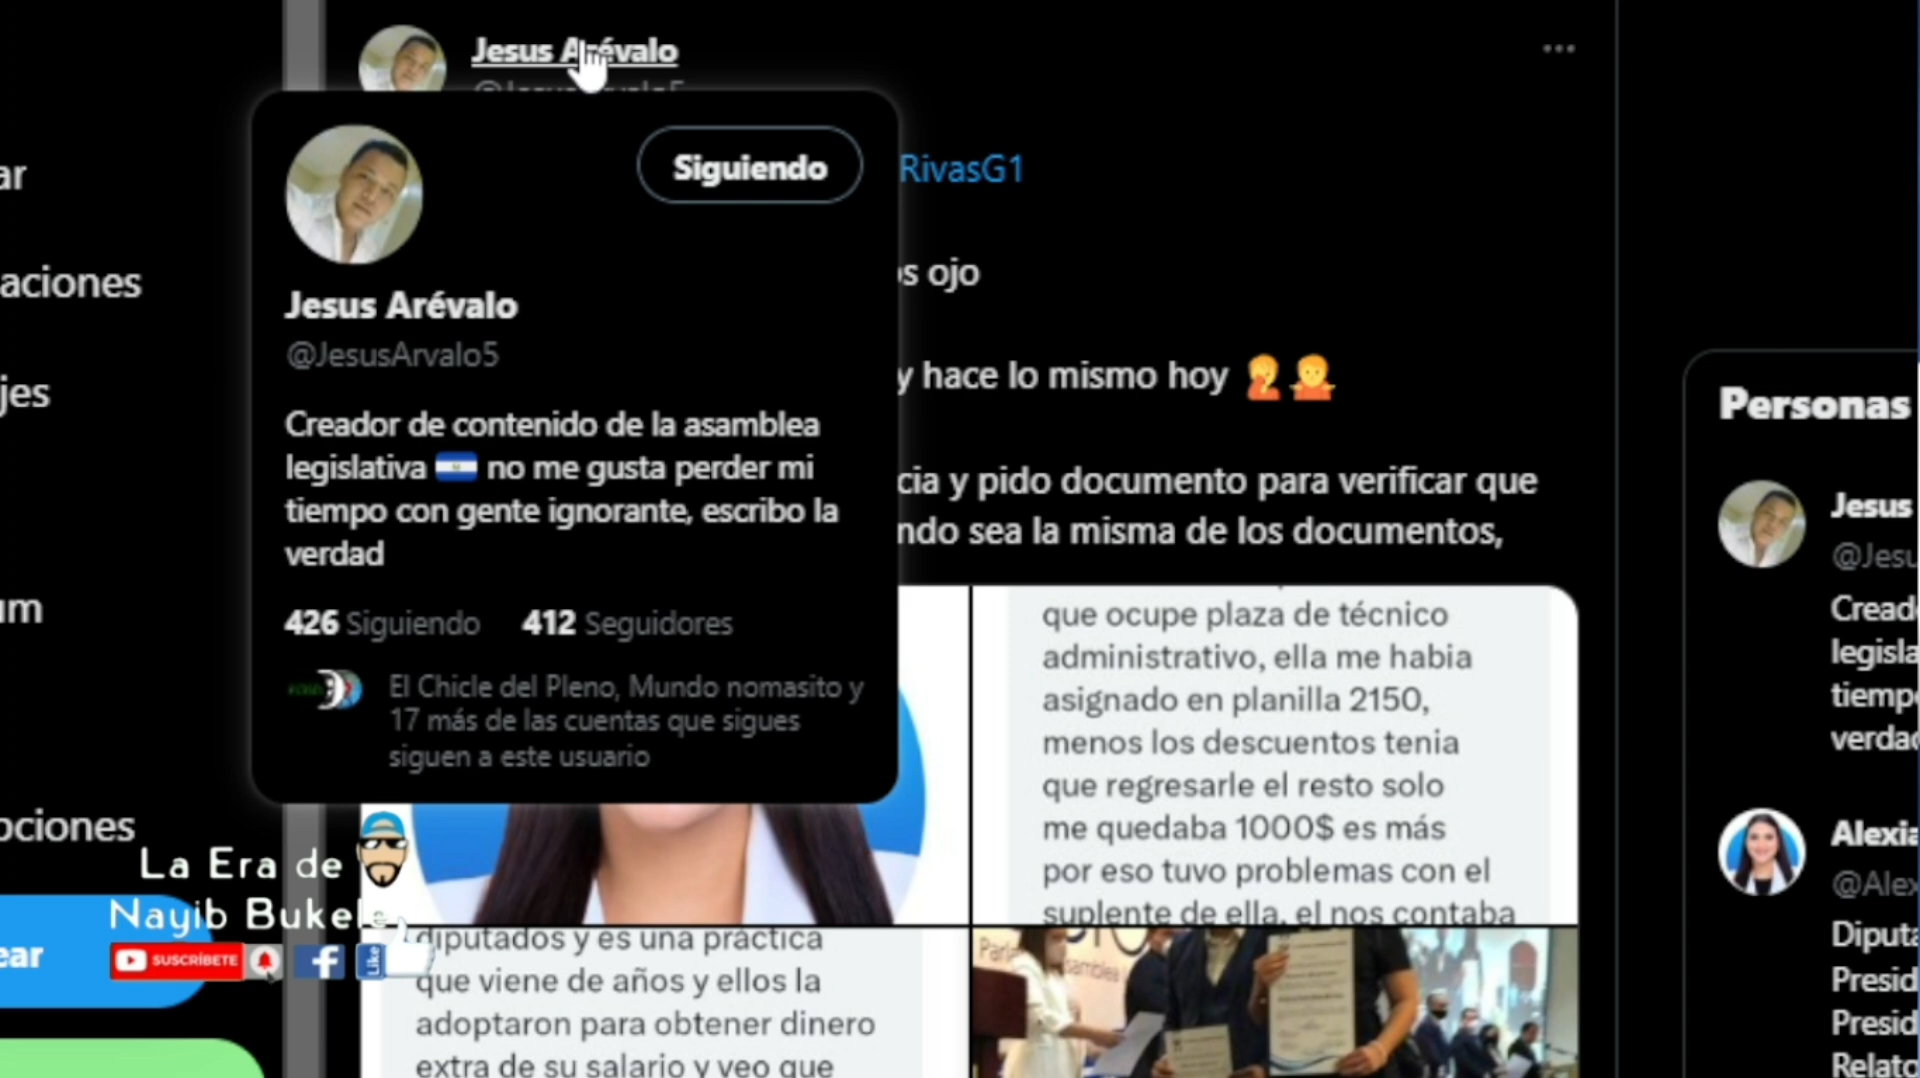 Jesus Arévalo
Siguiendo
Jesus Arévalo
@JesusArvalo5
Creador de contenido de la asamblea
legislativa no me gusta perder mi
tiempo con gente ignorante, escribo la
verdad
426 Siguiendo 412 Seguidores
El Chicle del Pleno, Mundo nomasito y
17 más de las cuentas que sigues
siguen a este usuario
RivasG1
os ojo
y hace lo mismo hoy
cia y pido documento para verificar que
ndo sea la misma de los documentos,
que ocupe plaza de técnico
administrativo, ella me habia
asignado en planilla 2150,
menos los descuentos tenia
que regresarle el resto solo
me quedaba 1000$ es más
por eso tuvo problemas con el
suplente de ella, el nos contaba
diputados y es una práctica
que viene de años y ellos la
adoptaron para obtener dinero
extra de su salario y veo que
ar
aciones
jes
um
pciones
ear
La Era de
Nayib Bukele
SUSCRÍBETE
Like
Personas
Jesus
@Jesu
Creado
legisla
tiempo
verdad
Alexia
@Alex
Diputa
Presid
Presid
Relato